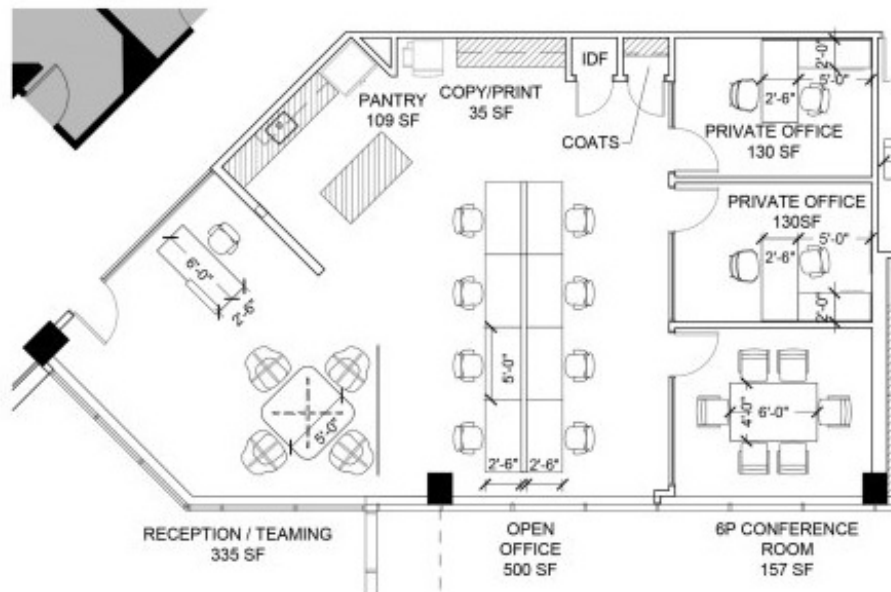 IDF
2'-0"
5'-0"
2'-6"
PANTRY
109 SF
COPY/PRINT
35 SF
COATS
PRIVATE OFFICE
130 SF
PRIVATE OFFICE
130SF
5'-0"
2'-6"
2'-0"
6'-0"
2'-6"
5'-0"
5'-0"
2'-6"
2'-6"
4'-0"
6'-0"
RECEPTION / TEAMING
335 SF
OPEN
OFFICE
500 SF
6P CONFERENCE
ROOM
157 SF